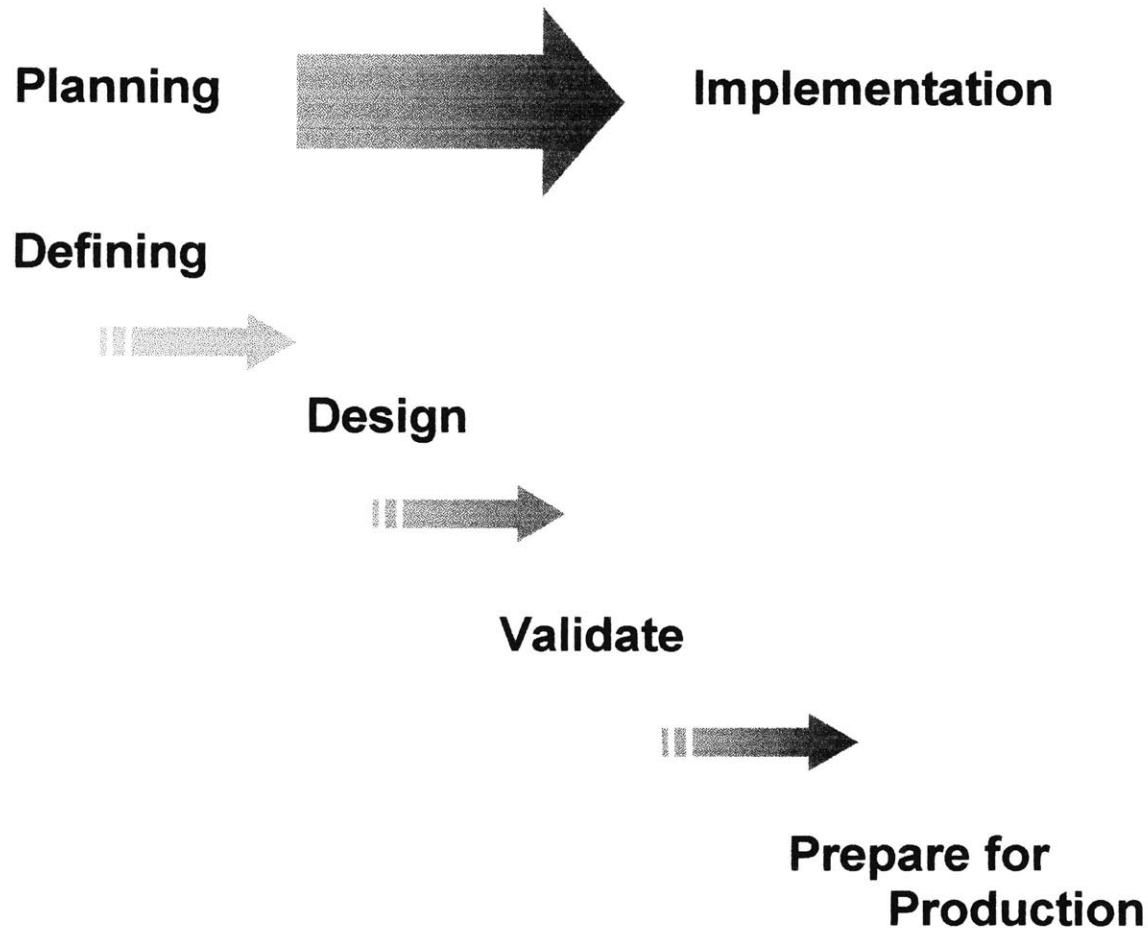 Planning
Implementation
Defining
Design
Validate
Prepare for
Production